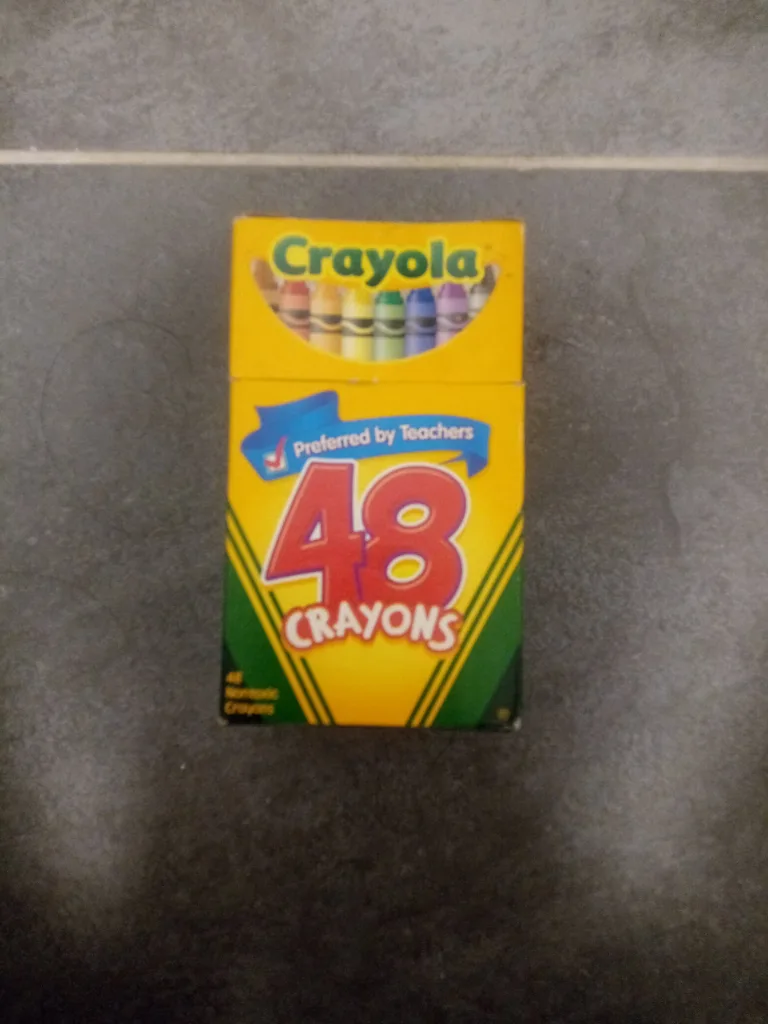 Crayola
Preferred by Teachers
48
CRAYONS
48
Nontoxic
Crayons